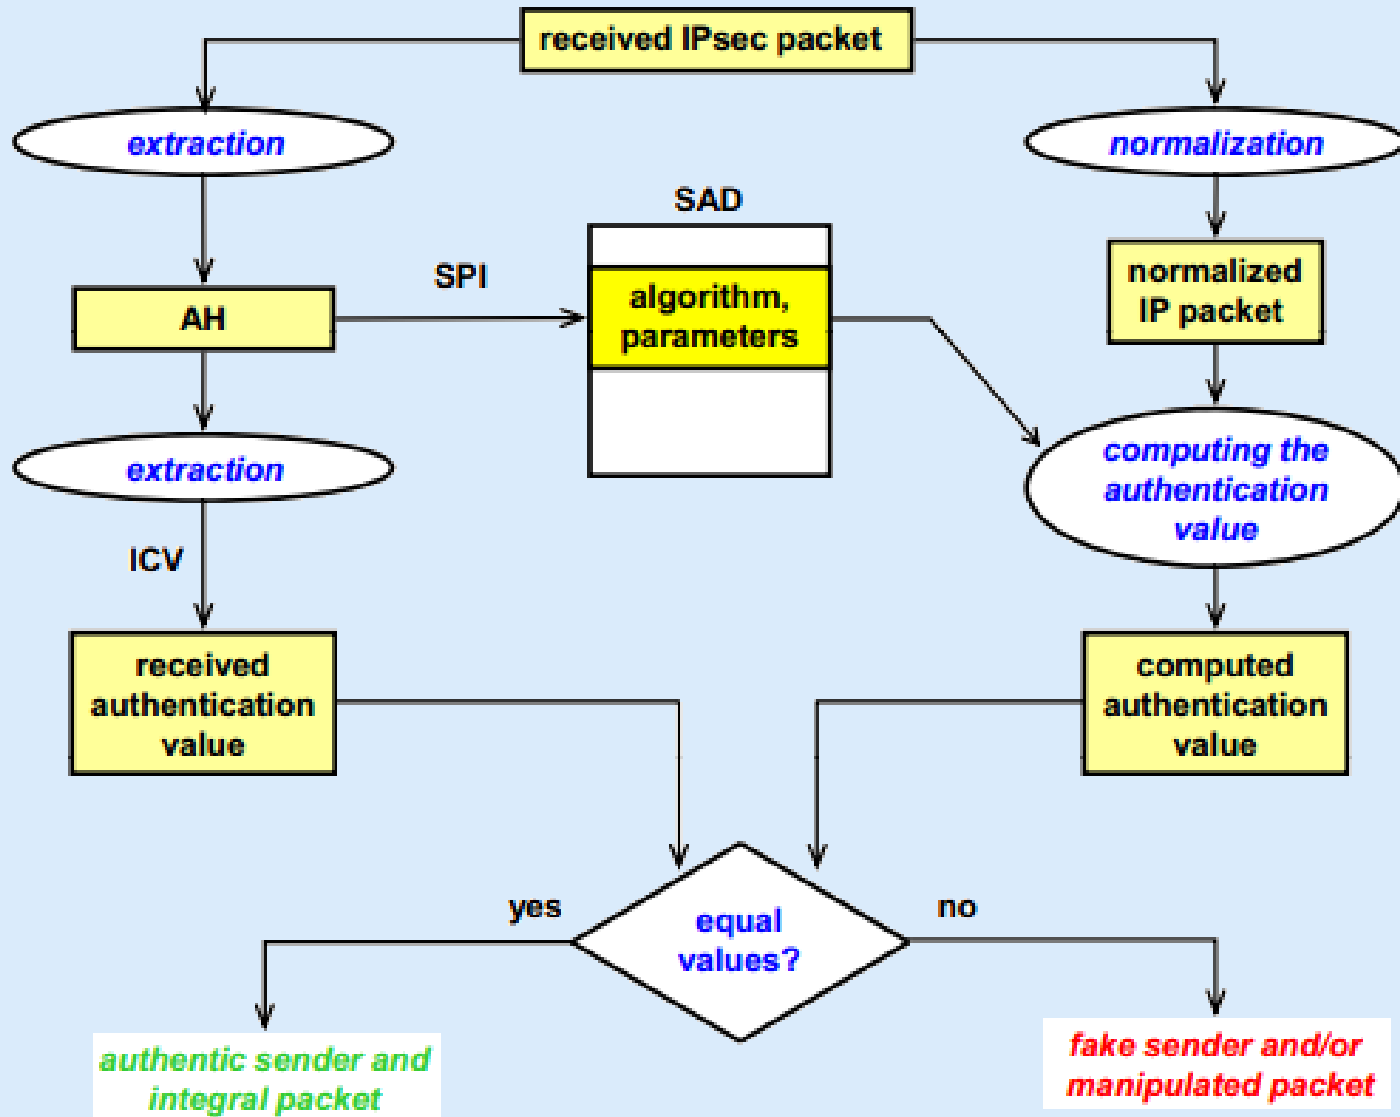 received IPsec packet
extraction
normalization
SAD
SPI
AH
algorithm,
parameters
normalized
IP packet
extraction
computing the
authentication
value
ICV
received
authentication
value
computed
authentication
value
yes
equal
values?
no
authentic sender and
integral packet
fake sender and/or
manipulated packet